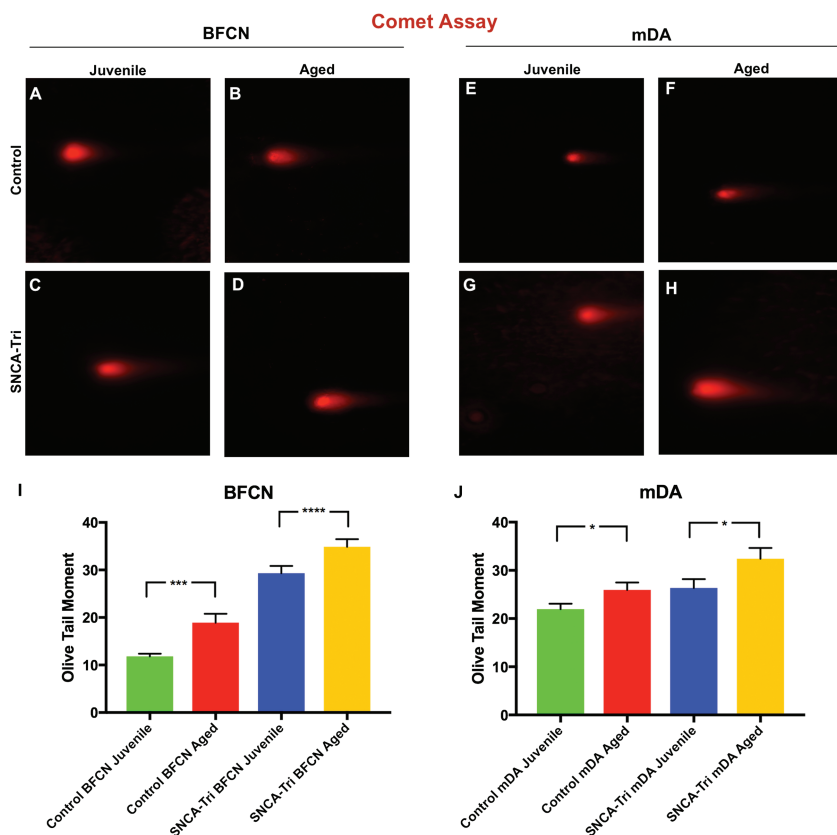 Comet Assay
BFCN
mDA
Juvenile
Aged
Juvenile
Aged
Control
A
B
E
F
SNCA-Tri
C
D
G
H
I
BFCN
Olive Tail Moment
40
30
20
10
0
***
****
Control BFCN Juvenile
Control BFCN Aged
SNCA-Tri BFCN Juvenile
SNCA-Tri BFCN Aged
J
mDA
Olive Tail Moment
40
30
20
10
0
*
*
Control mDA Juvenile
Control mDA Aged
SNCA-Tri mDA Juvenile
SNCA-Tri mDA Aged